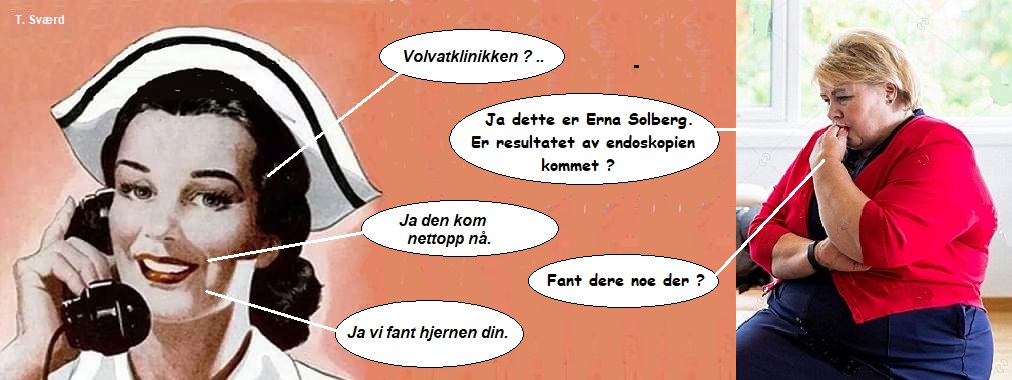 T. Sværd
Volvatklinikken ? ..
Ja dette er Erna Solberg.
Er resultatet av endoskopien
kommet ?
Ja den kom
nettopp nå.
Fant dere noe der ?
Ja vi fant hjernen din.